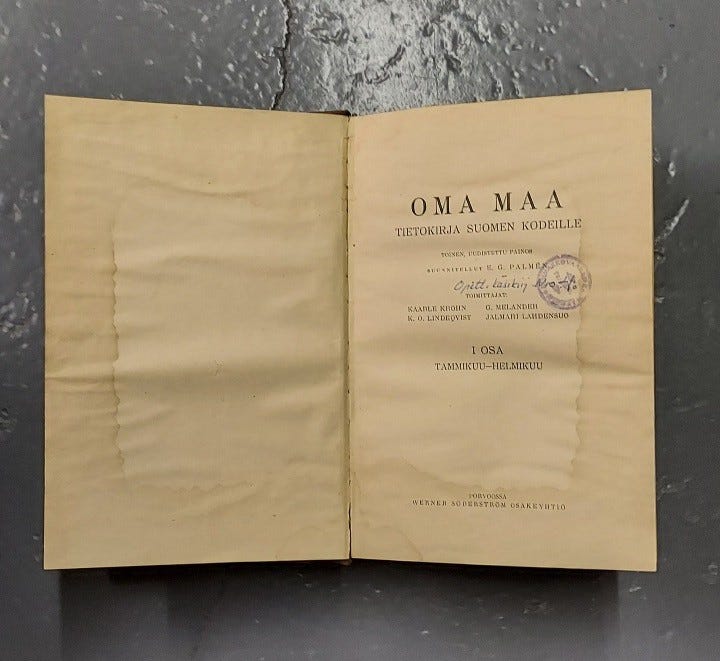 OMA MAA
TIETOKIRJA SUOMEN KODEILLE
TOINEN, UUDISTETTU PAINOS
SUUNNITELLUT E. G. PALMÉN
TOIMITTAJAT:
KAARLE KROHN G. MELANDER
K. O. LINDEQVIST JALMARI LAHDENSUO
I OSA
TAMMIKUU—HELMIKUU
PORVOOSSA
WERNER SÖDERSTRÖM OSAKEYHTIÖ